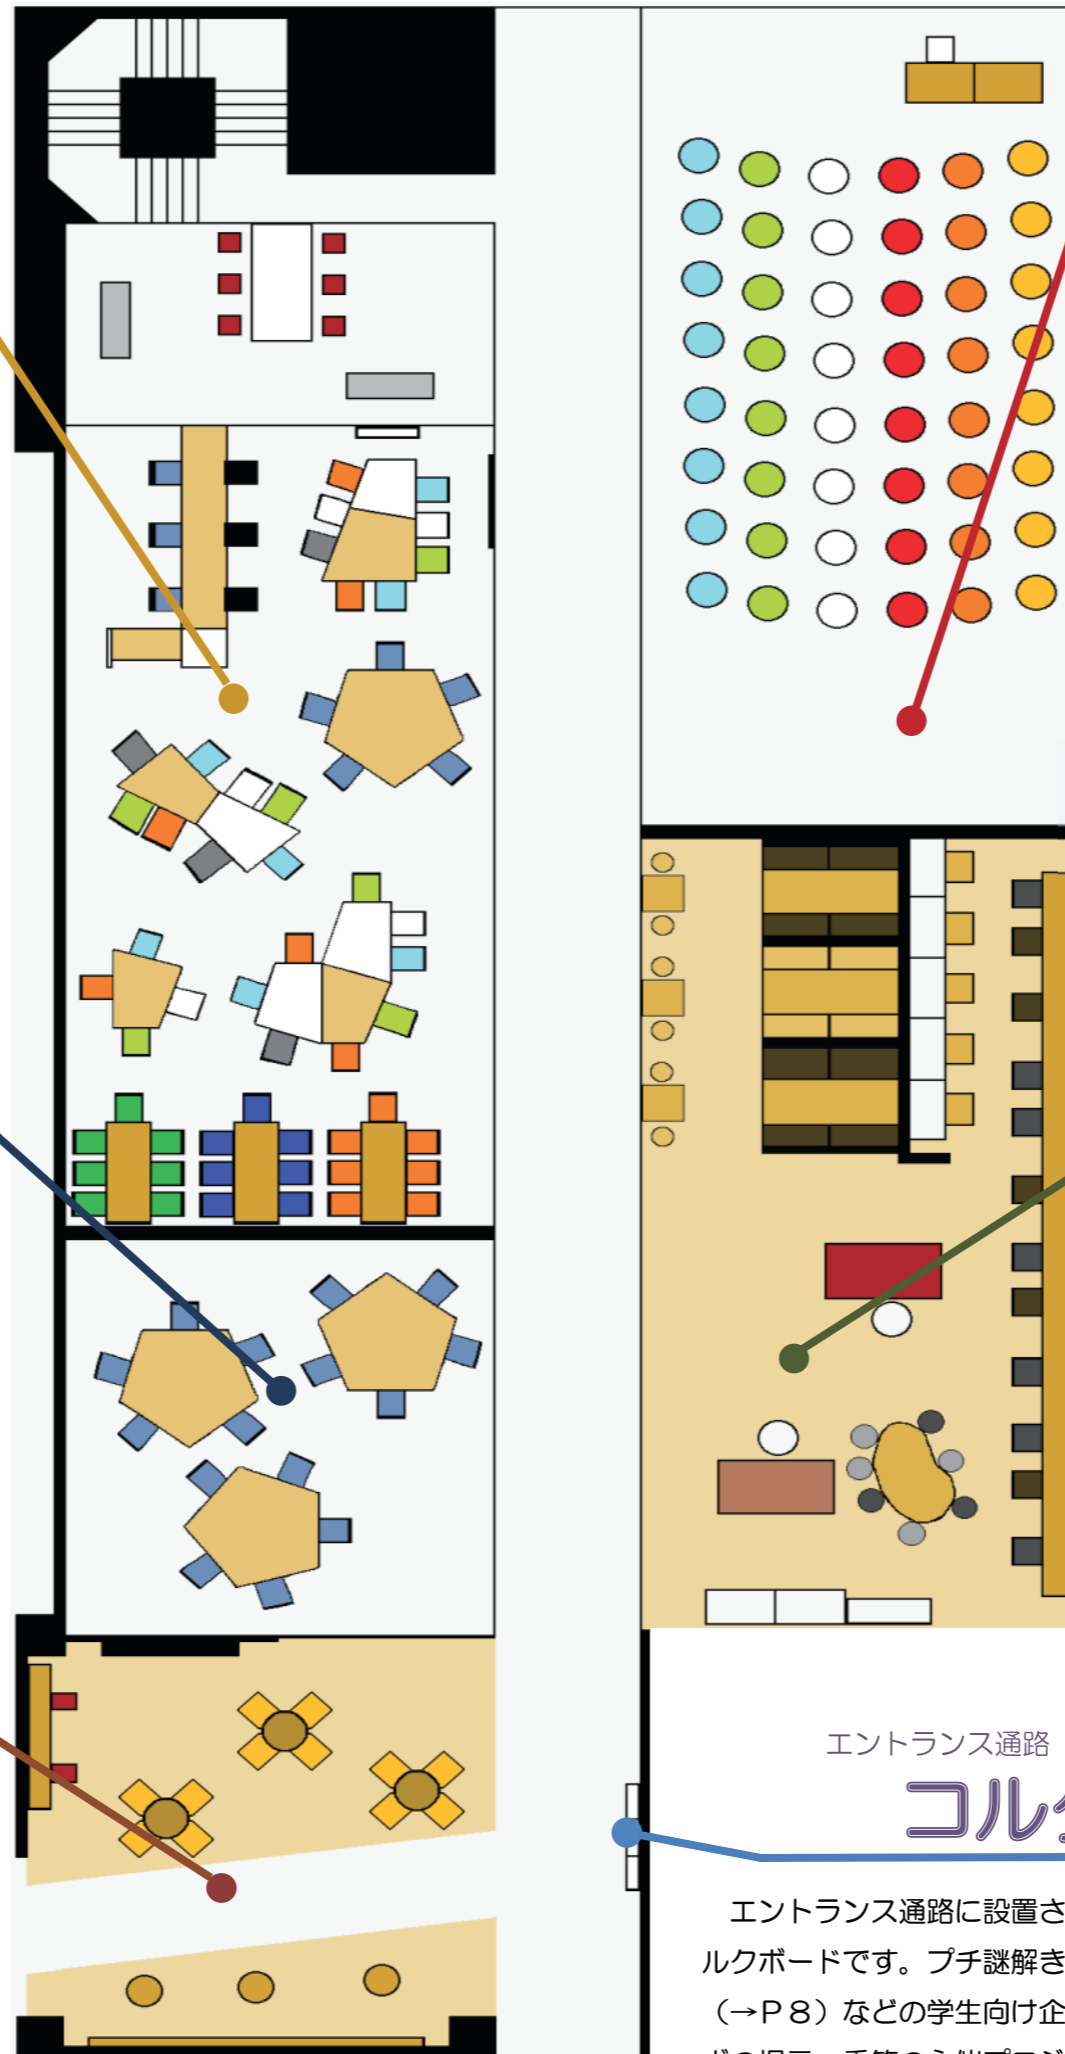 エントランス通路
コルク
エントランス通路に設置さ
ルクボードです。プチ謎解き
（→P８）などの学生向け企